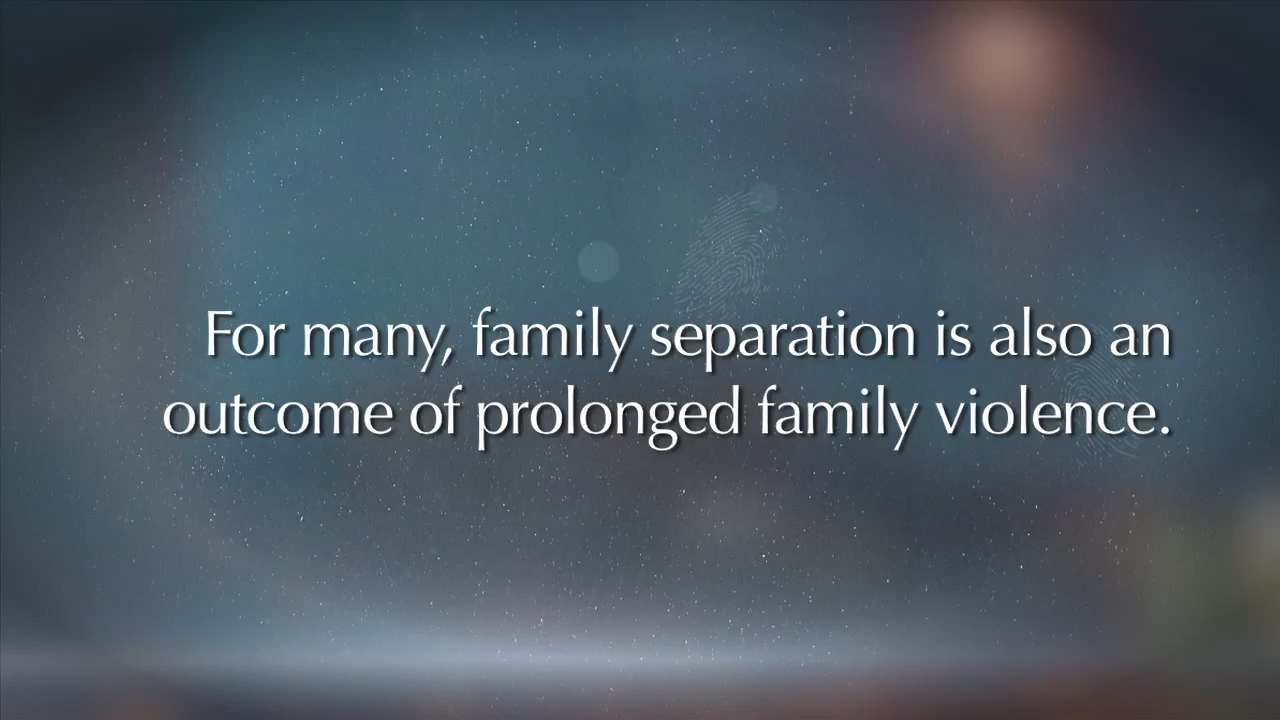 For many, family separation is also an
outcome of prolonged family violence.